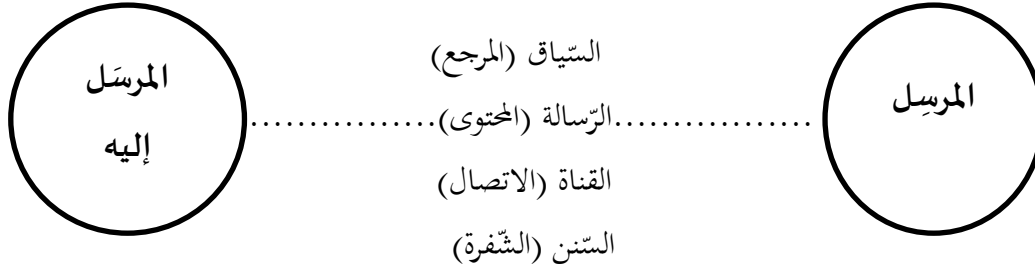 المرسِل
السّياق (المرجع)
.................الرّسالة (المحتوى)................
القناة (الاتصال)
السّنن (الشّفرة)
المرسَل
إليه